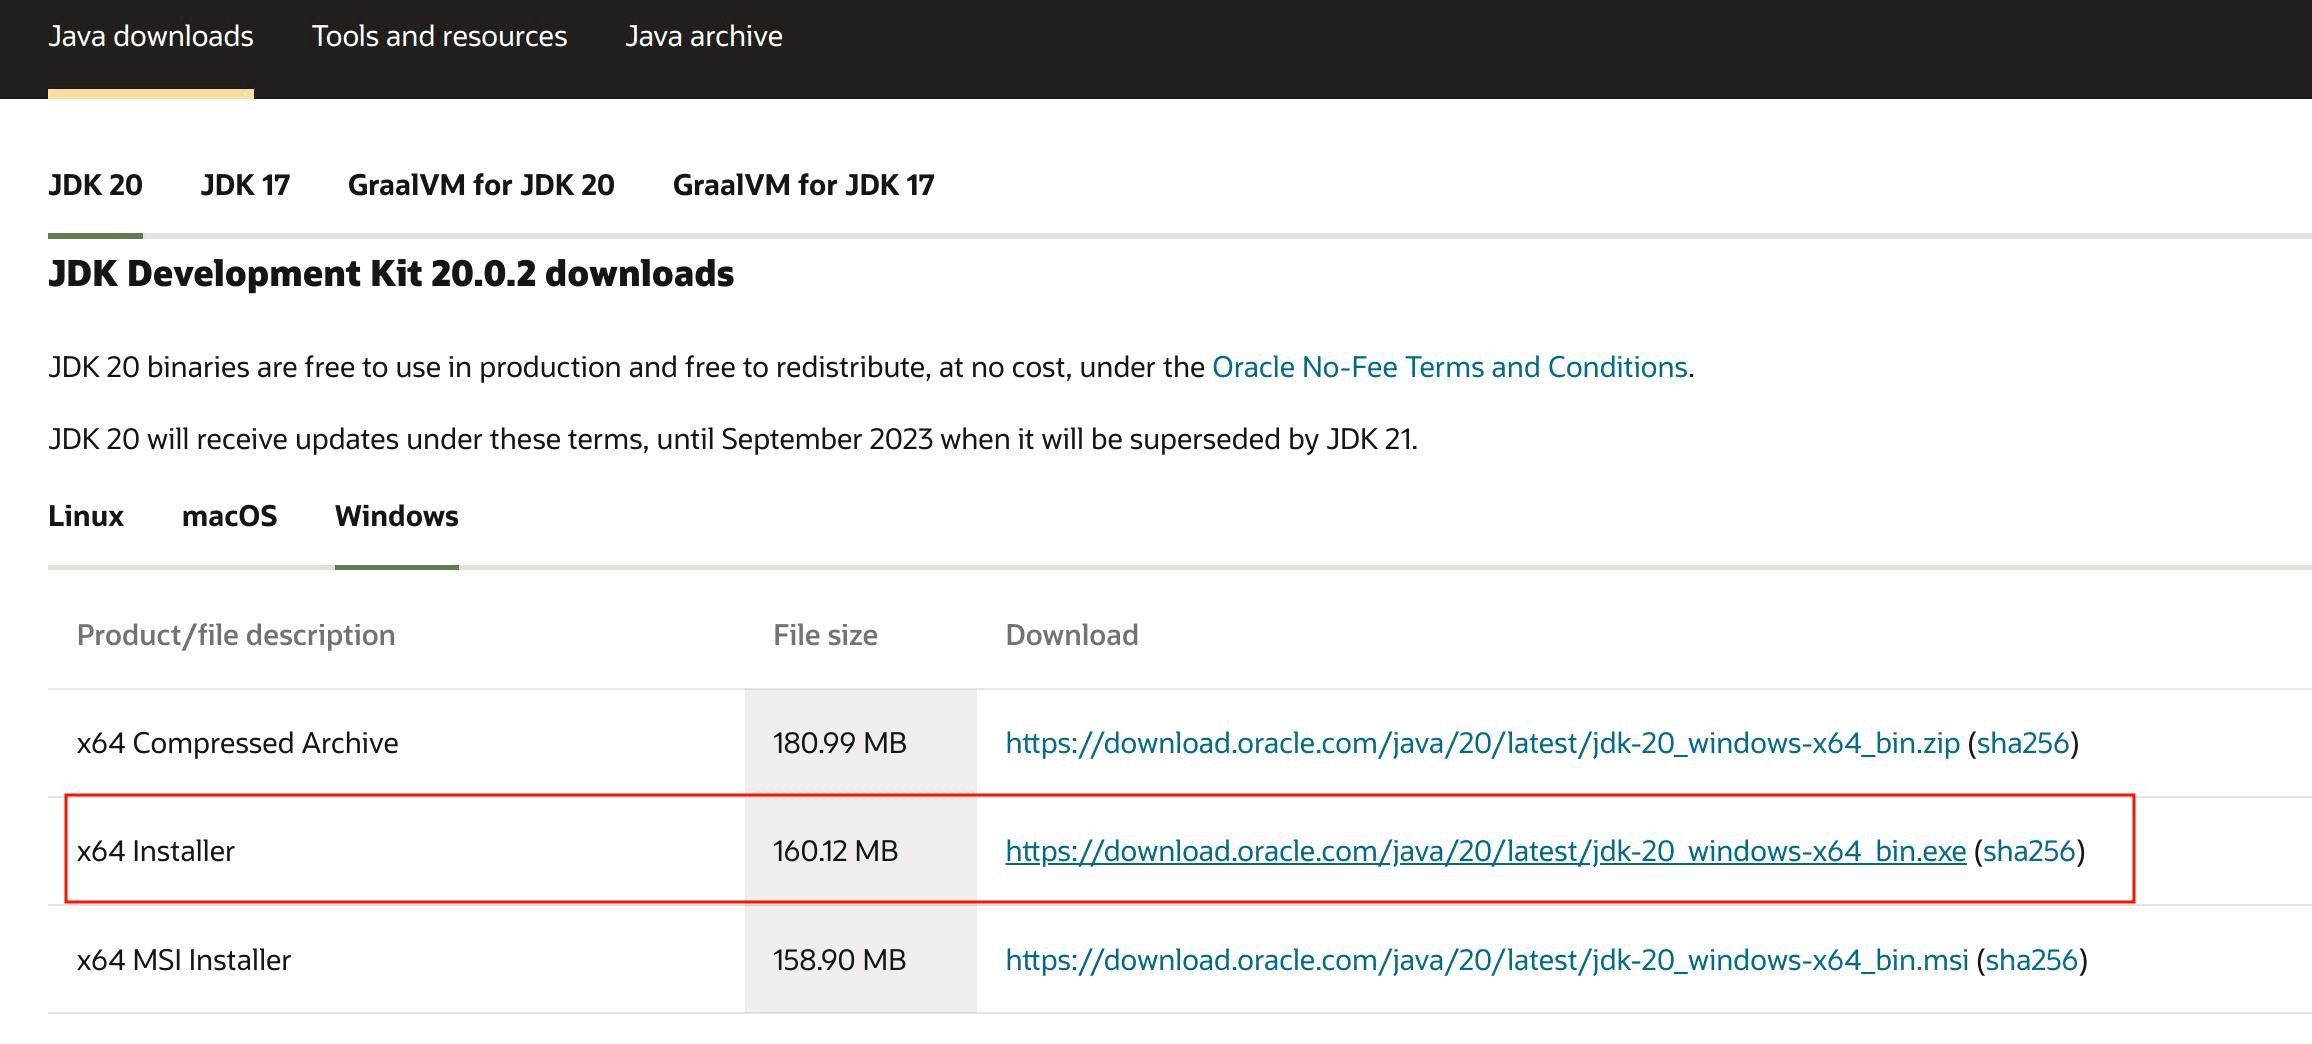 Java downloads Tools and resources Java archive
JDK 20 JDK 17 GraalVM for JDK 20 GraalVM for JDK 17
JDK Development Kit 20.0.2 downloads
JDK 20 binaries are free to use in production and free to redistribute, at no cost, under the Oracle No-Fee Terms and Conditions.
JDK 20 will receive updates under these terms, until September 2023 when it will be superseded by JDK 21.
Linux macOS Windows
Product/file description File size Download
x64 Compressed Archive 180.99 MB https://download.oracle.com/java/20/latest/jdk-20_windows-x64_bin.zip (sha256)
x64 Installer 160.12 MB https://download.oracle.com/java/20/latest/jdk-20_windows-x64_bin.exe (sha256)
x64 MSI Installer 158.90 MB https://download.oracle.com/java/20/latest/jdk-20_windows-x64_bin.msi (sha256)